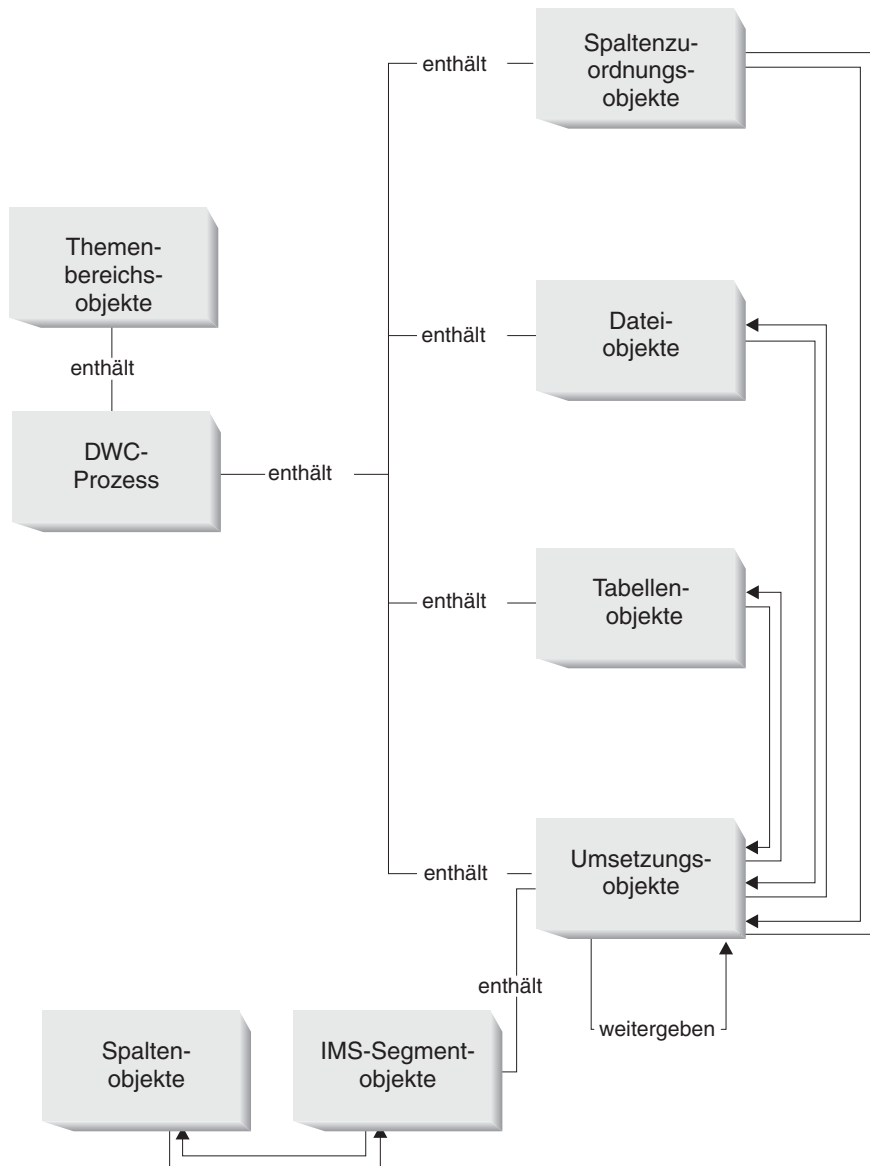 Spaltenzu-
ordnungs-
objekte
enthält
Themen-
bereichs-
objekte
Datei-
objekte
enthält
enthält
DWC-
Prozess
enthält
Tabellen-
objekte
enthält
Umsetzungs-
objekte
enthält
enthält
weitergeben
Spalten-
objekte
IMS-Segment-
objekte